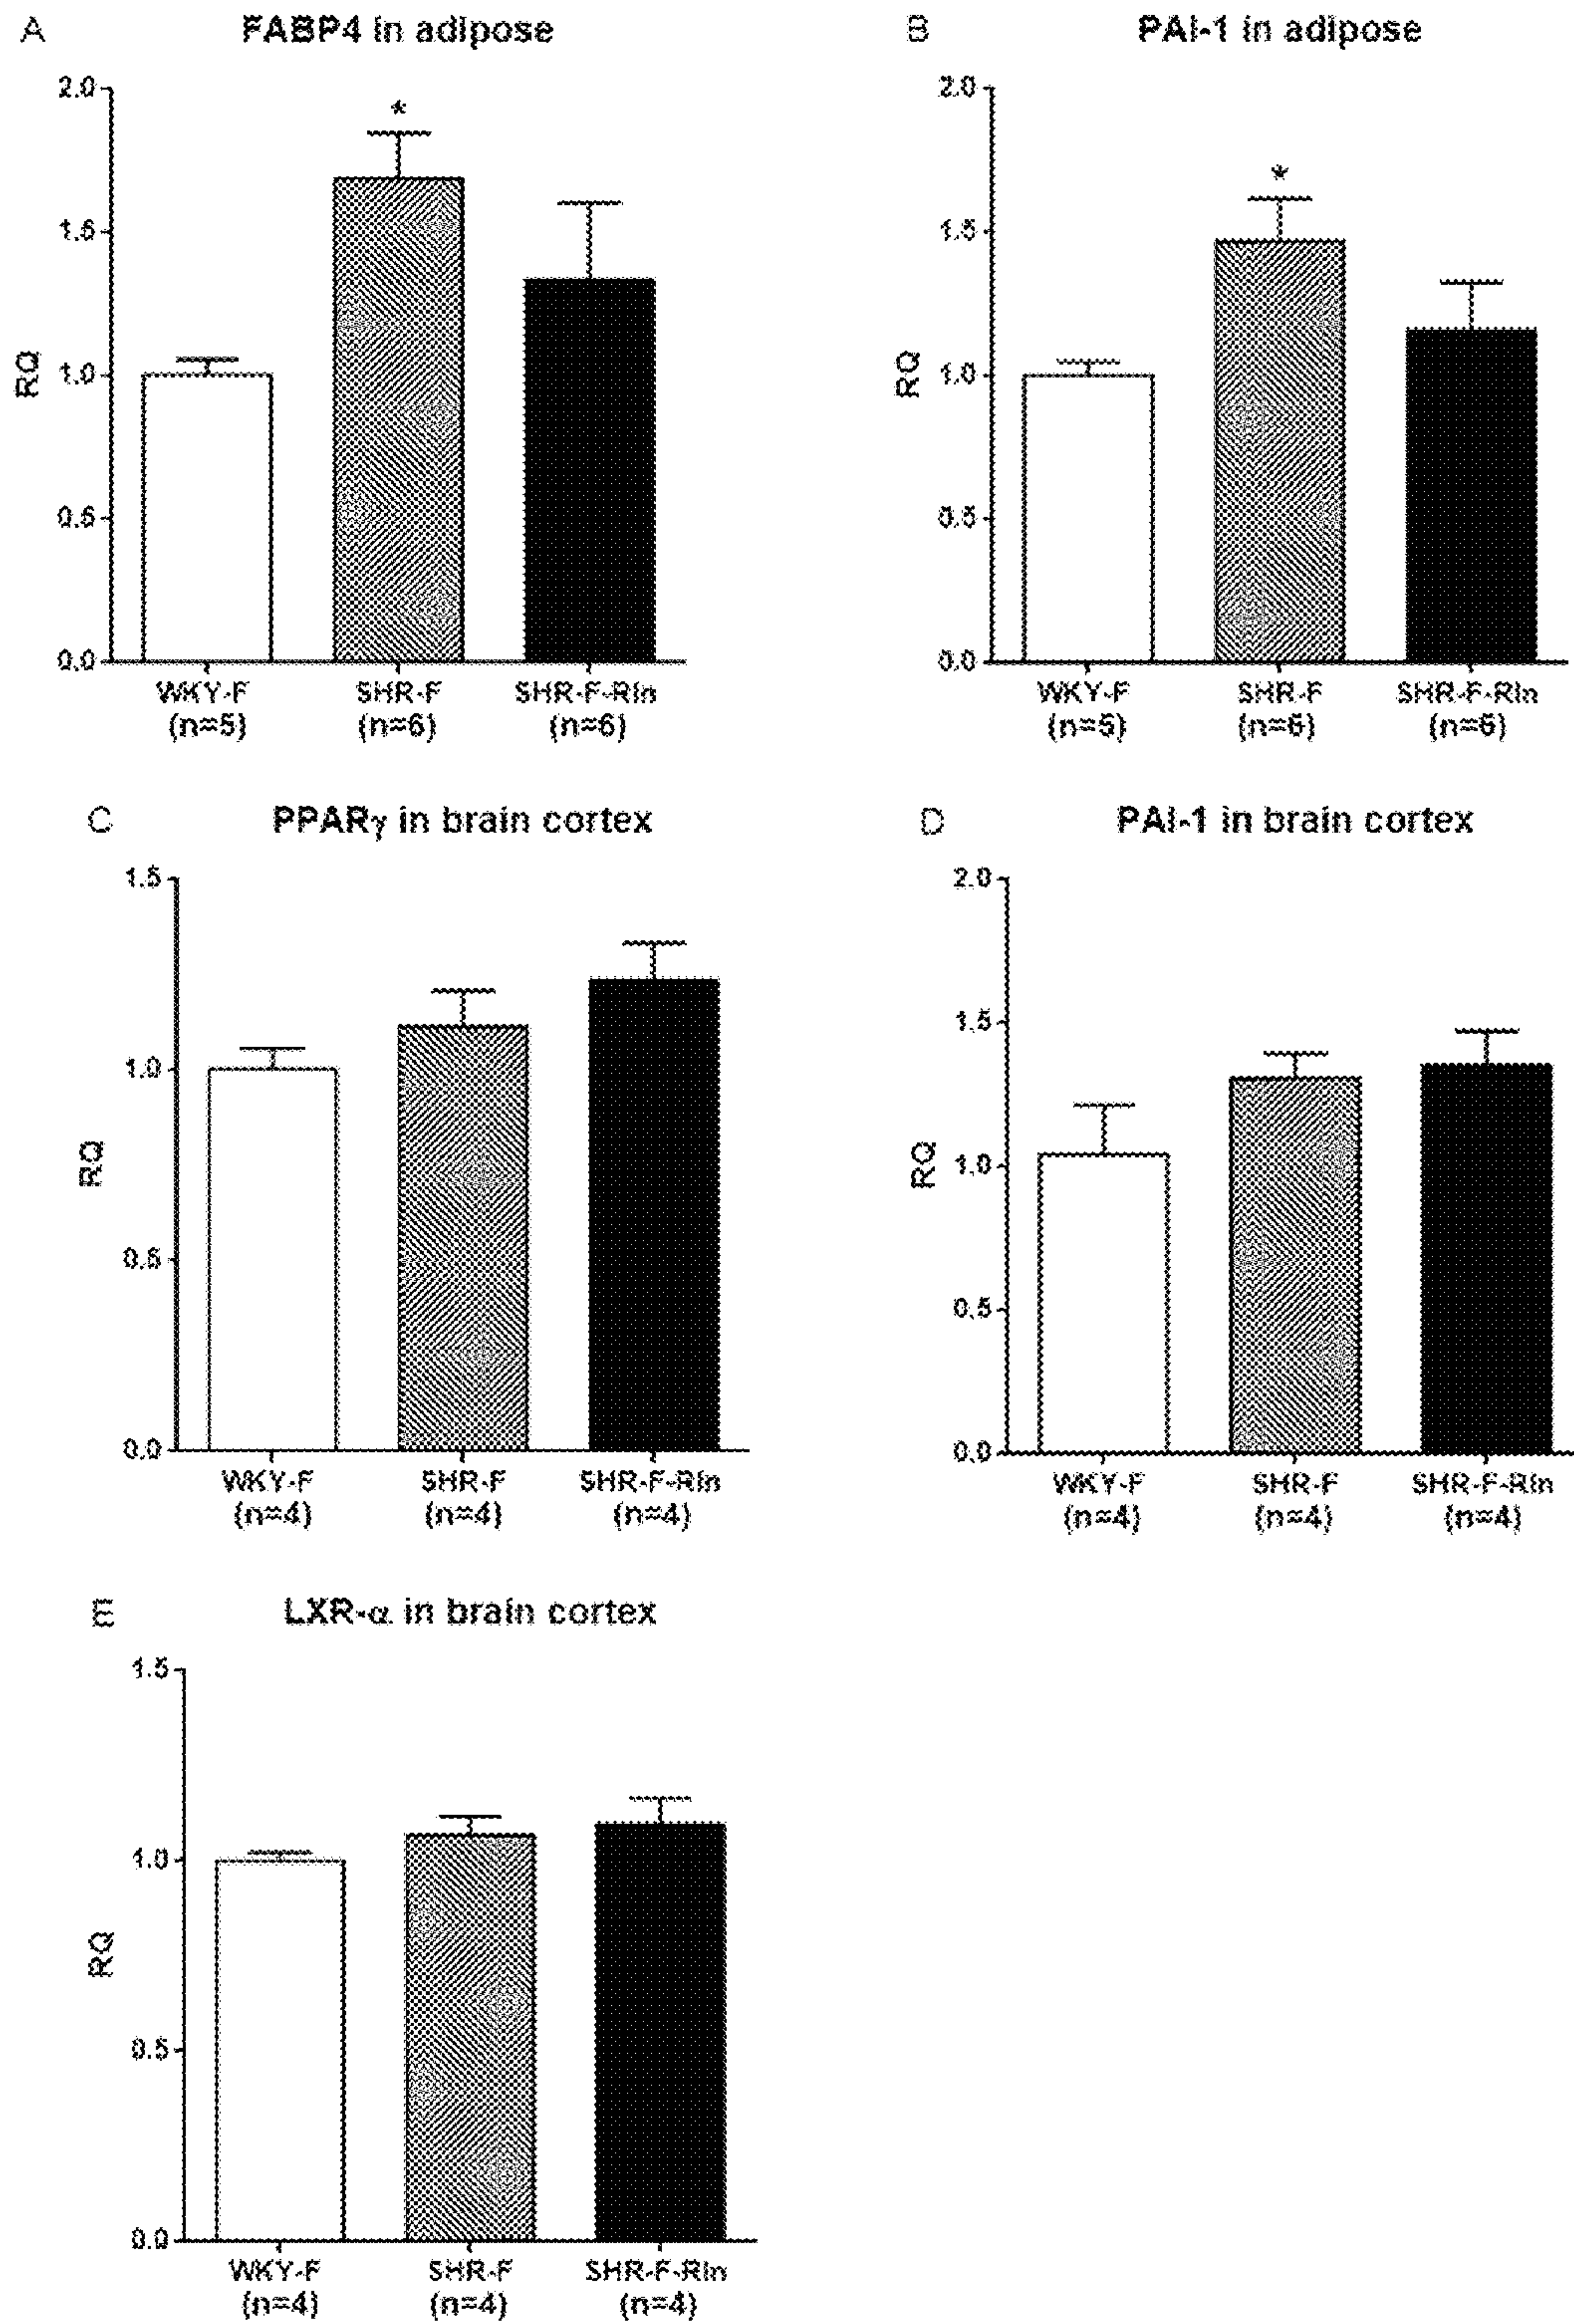 A
FABP4 in adipose
2.0
*
1.5
RQ
1.0
0.5
0.0
WKY-F
SHR-F
SHR-F-Rln
(n=5)
(n=6)
(n=6)
B
PAI-1 in adipose
2.0
*
1.5
RQ
1.0
0.5
0.0
WKY-F
SHR-F
SHR-F-Rln
(n=5)
(n=6)
(n=6)
C
PPARγ in brain cortex
1.5
1.0
RQ
0.5
0.0
WKY-F
SHR-F
SHR-F-Rln
(n=4)
(n=4)
(n=4)
D
PAI-1 in brain cortex
2.0
1.5
RQ
1.0
0.5
0.0
WKY-F
SHR-F
SHR-F-Rln
(n=4)
(n=4)
(n=4)
E
LXR-α in brain cortex
1.5
1.0
RQ
0.5
0.0
WKY-F
SHR-F
SHR-F-Rln
(n=4)
(n=4)
(n=4)